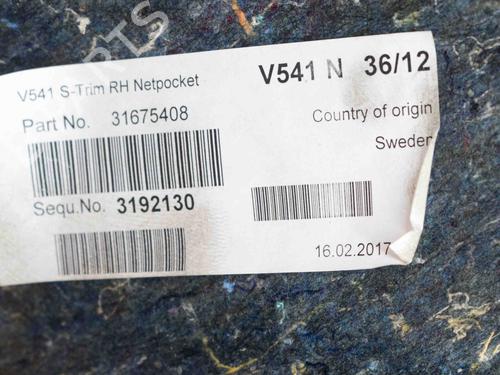 V541 S-Trim RH Netpocket
V541 N 36/12
Part No. 31675408
Country of origin
Sweden
Sequ.No. 3192130
16.02.2017